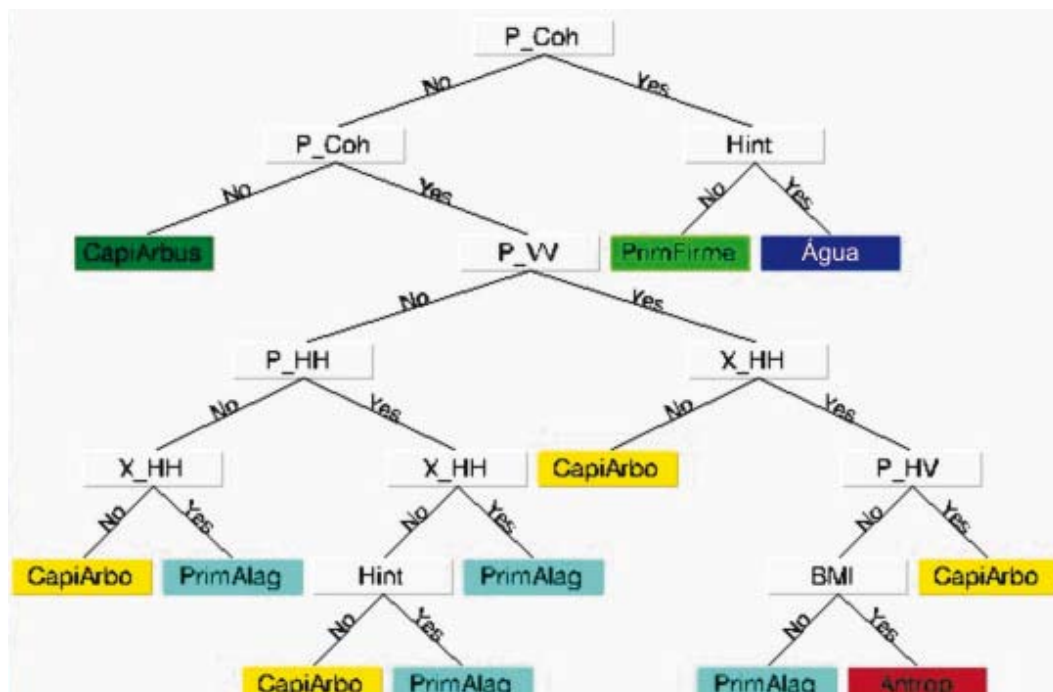 P_Coh
No Yes
P_Coh Hint
No Yes No Yes
CapiArbus P_VV PrimFirme Água
No Yes
P_HH X_HH
No Yes No Yes
X_HH X_HH CapiArbo P_HV
No Yes No Yes No Yes
CapiArbo PrimAlag Hint PrimAlag BMI CapiArbo
No Yes No Yes
CapiArbo PrimAlag PrimAlag Antrop